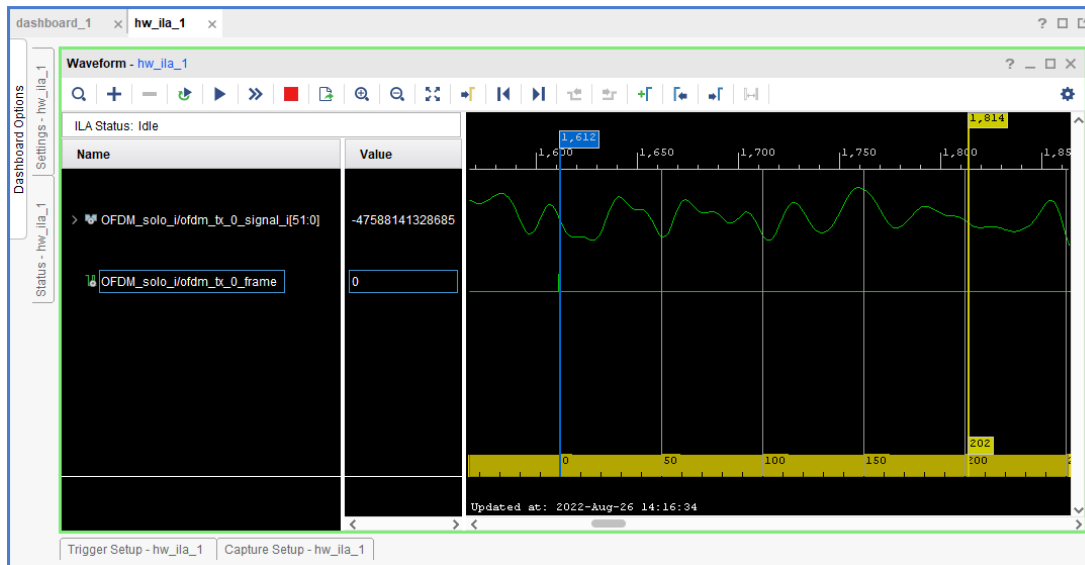 dashboard_1 × hw_ila_1 ×
Dashboard Options
Settings - hw_ila_1
Status - hw_ila_1
Waveform - hw_ila_1
ILA Status: Idle
Name Value
OFDM_solo_i/ofdm_tx_0_signal_i[51:0] -47588141328685
OFDM_solo_i/ofdm_tx_0_frame 0
1,814
1,612
1,600 1,650 1,700 1,750 1,800 1,85
202
0 50 100 150 200 2
Updated at: 2022-Aug-26 14:16:34
Trigger Setup - hw_ila_1 Capture Setup - hw_ila_1